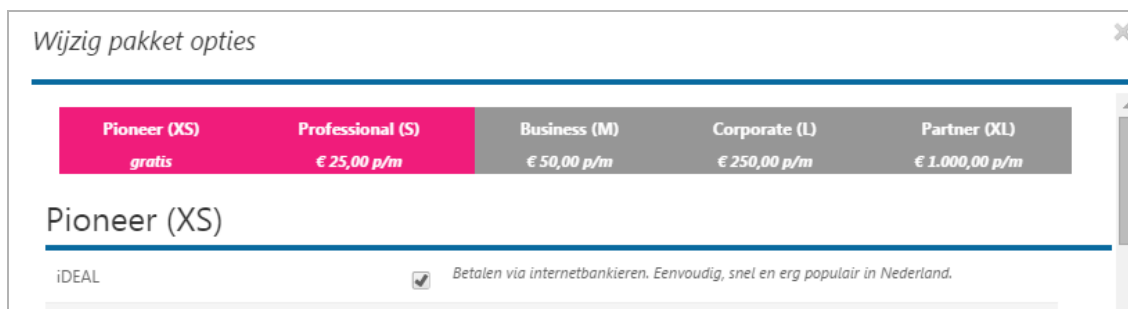 Wijzig pakket opties
Pioneer (XS) Professional (S) Business (M) Corporate (L) Partner (XL)
gratis € 25,00 p/m € 50,00 p/m € 250,00 p/m € 1.000,00 p/m
Pioneer (XS)
iDEAL Betalen via internetbankieren. Eenvoudig, snel en erg populair in Nederland.